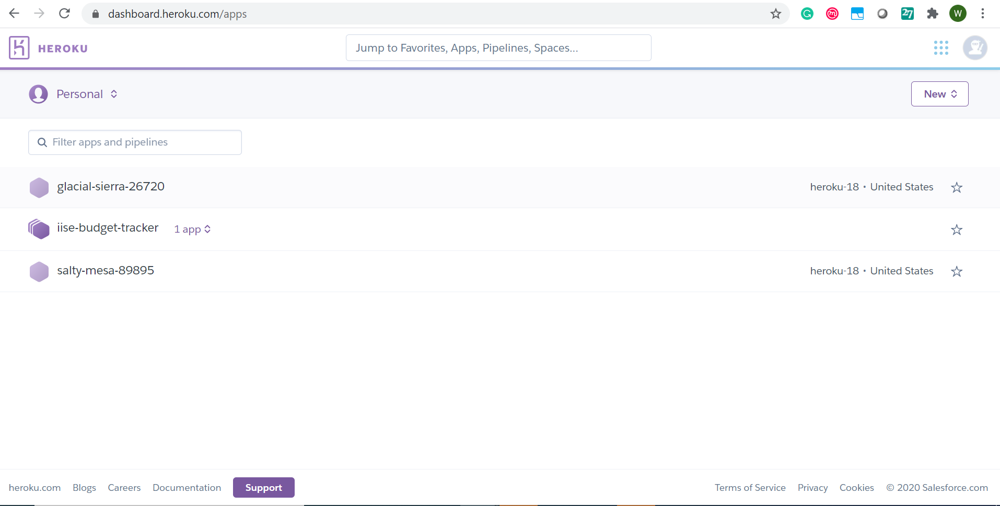 dashboard.heroku.com/apps
G
m
27
W
HEROKU
Jump to Favorites, Apps, Pipelines, Spaces...
Personal
New
Filter apps and pipelines
glacial-sierra-26720 heroku-18 • United States
iise-budget-tracker 1 app
salty-mesa-89895 heroku-18 • United States
heroku.com Blogs Careers Documentation Support Terms of Service Privacy Cookies © 2020 Salesforce.com